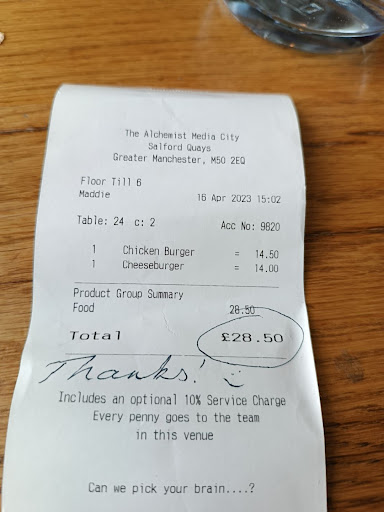 The Alchemist Media City
Salford Quays
Greater Manchester, M50 2EQ
Floor Till 6
Maddie 16 Apr 2023 15:02
Table: 24 c: 2 Acc No: 9820
1 Chicken Burger = 14.50
1 Cheeseburger = 14.00
Product Group Summary
Food 28.50
Total £28.50
Thanks!
Includes an optional 10% Service Charge
Every penny goes to the team
in this venue
Can we pick your brain....?